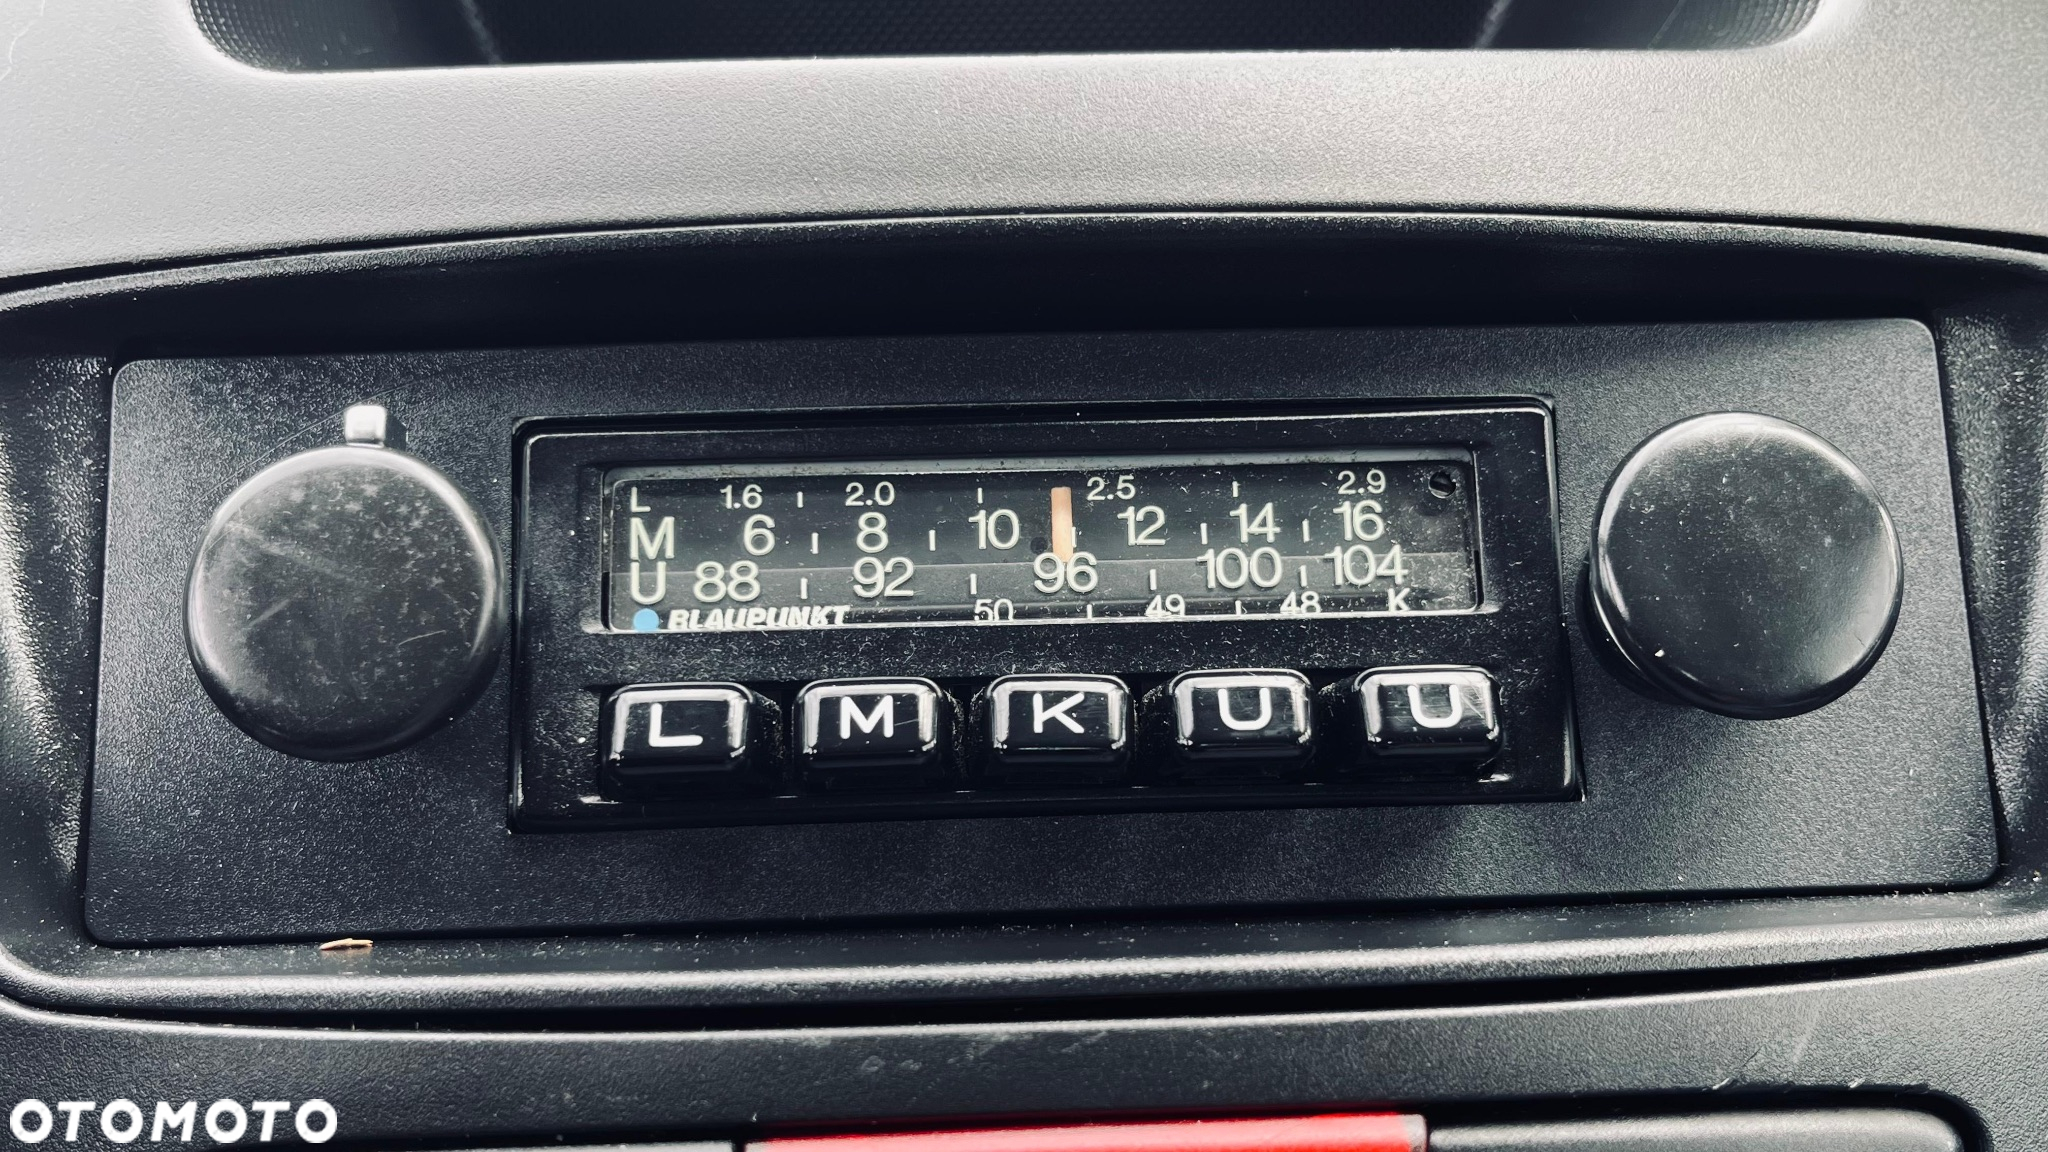 L 1.6 2.0 2.5 2.9
M 6 8 10 12 14 16
U 88 92 96 100 104
BLAUPUNKT 50 49 48 K
L M K U U
OTOMOTO